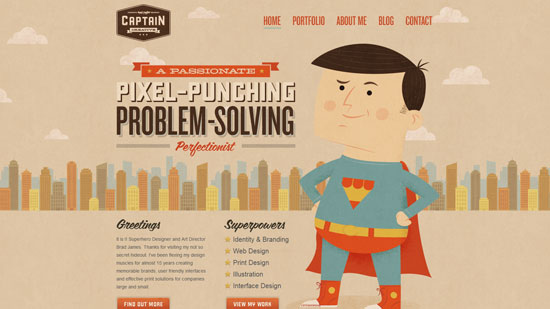 CAPTAIN
CREATIVE
HOME PORTFOLIO ABOUT ME BLOG CONTACT
A PASSIONATE
PIXEL-PUNCHING
PROBLEM-SOLVING
Perfectionist
Greetings
It is I! Superhero Designer and Art Director
Brad James. Thanks for visiting my not so
secret hideout. I've been flexing my design
muscles for almost 10 years creating
memorable brands, user friendly interfaces
and effective print solutions for companies
large and small.
FIND OUT MORE
Superpowers
Identity & Branding
Web Design
Print Design
Illustration
Interface Design
VIEW MY WORK